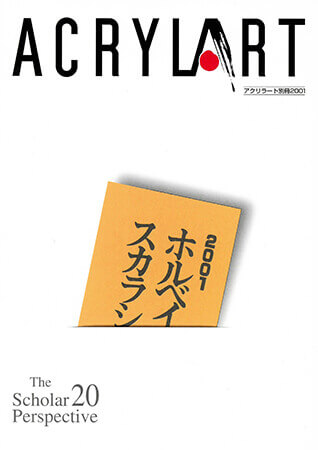 ACRYLART
アクリラート別冊2001
2001
ホルベイ
スカラシ
The
Scholar 20
Perspective